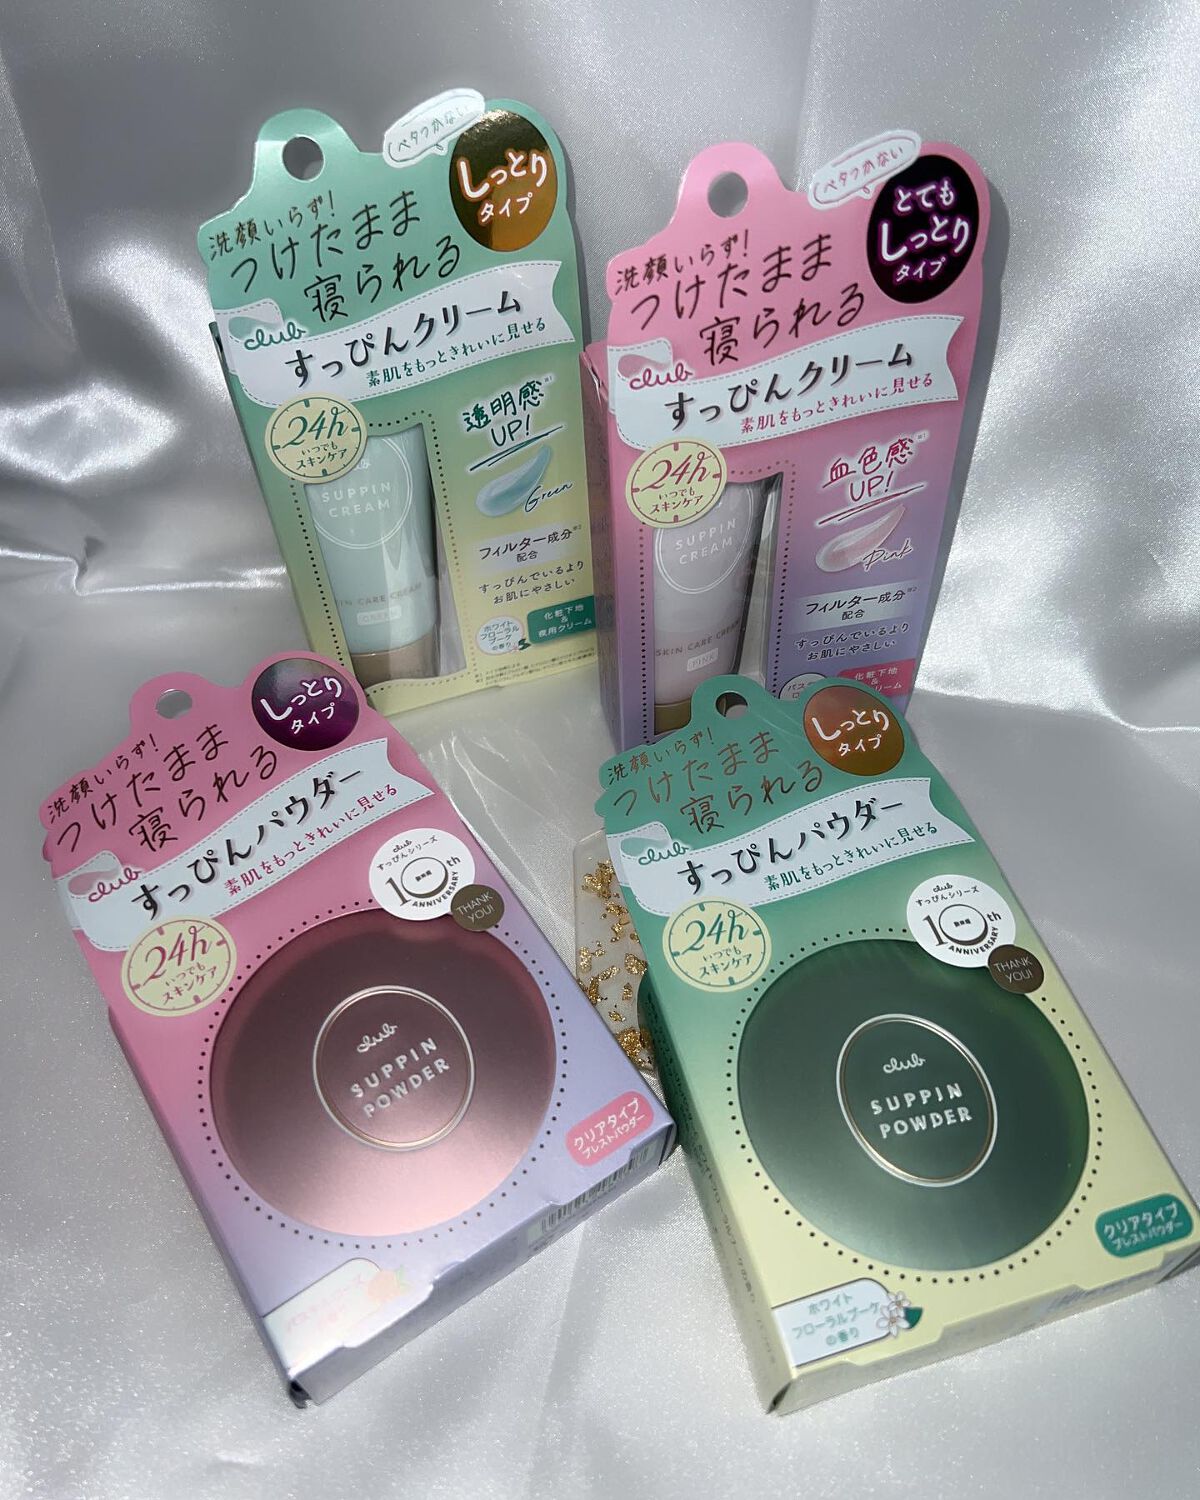 ベタつかない
しっとり
タイプ
洗顔いらず!
つけたまま
寝られる
club
すっぴんクリーム
素肌をもっときれいに見せる
24h
いつでも
スキンケア
透明感※1
UP!
Green
SUPPIN
CREAM
フィルター成分※2
配合
すっぴんでいるより
お肌にやさしい
ホワイト
フローラル
ブーケ
の香り
化粧下地
&
夜用クリーム
ベタつかない
とても
しっとり
タイプ
洗顔いらず!
つけたまま
寝られる
club
すっぴんクリーム
素肌をもっときれいに見せる
24h
いつでも
スキンケア
血色感※1
UP!
Pink
SUPPIN
CREAM
SKIN CARE CREAM
PINK
フィルター成分※2
配合
すっぴんでいるより
お肌にやさしい
化粧下地
&
しっとり
タイプ
洗顔いらず!
つけたまま
寝られる
club
すっぴんパウダー
素肌をもっときれいに見せる
club
すっぴんシリーズ
10th
ANNIVERSARY
THANK
YOU!
24h
いつでも
スキンケア
club
SUPPIN
POWDER
クリアタイプ
プレストパウダー
しっとり
タイプ
洗顔いらず!
つけたまま
寝られる
club
すっぴんパウダー
素肌をもっときれいに見せる
club
すっぴんシリーズ
10th
ANNIVERSARY
THANK
YOU!
24h
いつでも
スキンケア
club
SUPPIN
POWDER
クリアタイプ
プレストパウダー
ホワイト
フローラルブーケ
の香り